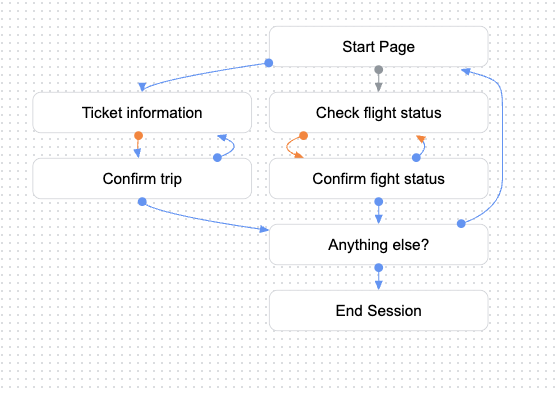 Start Page
Ticket information
Check flight status
Confirm trip
Confirm fight status
Anything else?
End Session